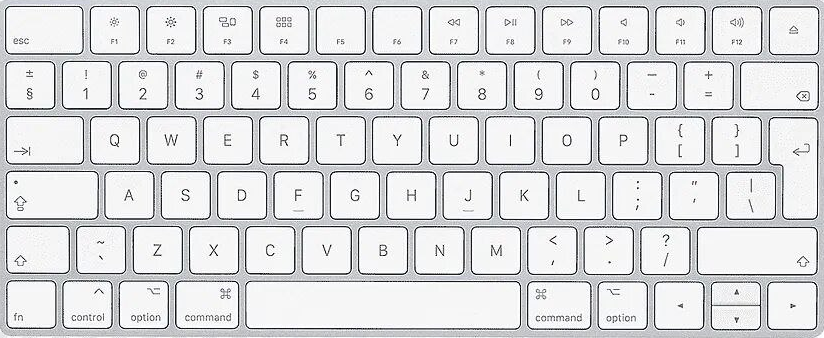 esc F1 F2 F3 F4 F5 F6 F7 F8 F9 F10 F11 F12
± ! @ # $ % ^ & * ( ) — +
§ 1 2 3 4 5 6 7 8 9 0 - =
Q W E R T Y U I O P { }
[ ]
A S D F G H J K L : " |
; ' \
~ Z X C V B N M < > ?
` , . /
fn control option command command option